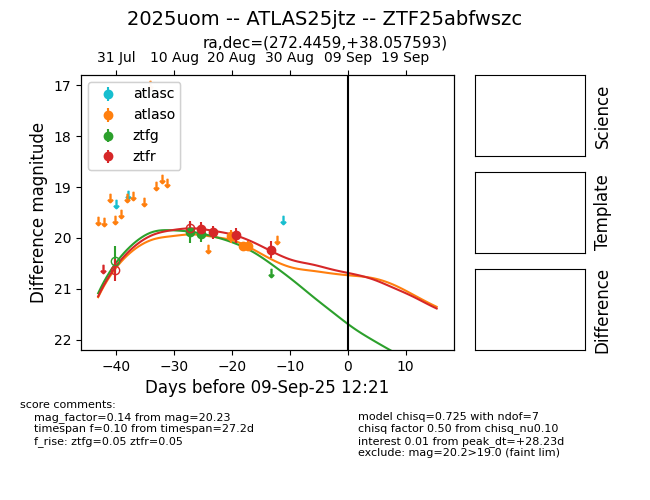 2025uom -- ATLAS25jtz -- ZTF25abfwszc
ra,dec=(272.4459,+38.057593)
31 Jul 10 Aug 20 Aug 30 Aug 09 Sep 19 Sep
atlasc
atlaso
ztfg
ztfr
17
18
19
20
21
22
Difference magnitude
−40 −30 −20 −10 0 10
Days before 09-Sep-25 12:21
Science
Template
Difference
score comments:
mag_factor=0.14 from mag=20.23
timespan f=0.10 from timespan=27.2d
f_rise: ztfg=0.05 ztfr=0.05
model chisq=0.725 with ndof=7
chisq factor 0.50 from chisq_nu0.10
interest 0.01 from peak_dt=+28.23d
exclude: mag=20.2>19.0 (faint lim)